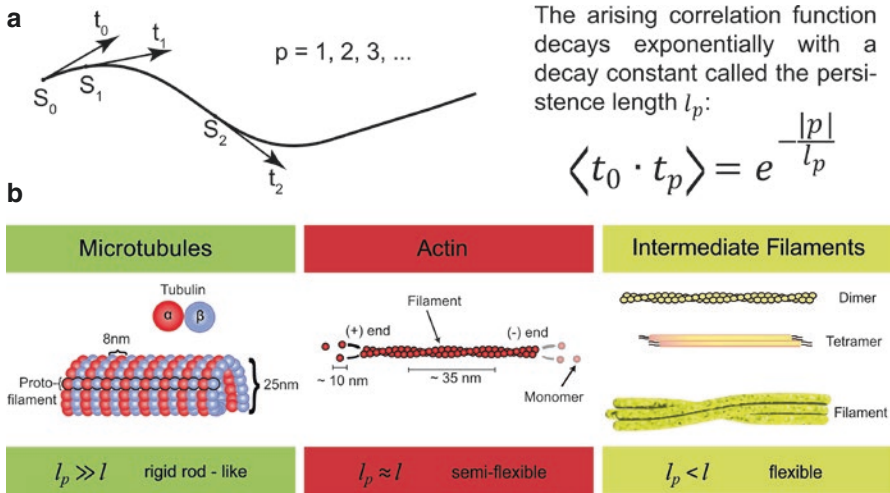 a
t0
t1
p = 1, 2, 3, ...
S0
S1
S2
t2
The arising correlation function
decays exponentially with a
decay constant called the persi-
stence length lp:
⟨t0 · tp⟩ = e^(-|p|/lp)
b
Microtubules
Tubulin
α
β
8nm
Proto-
filament
25nm
lp ≫ l rigid rod - like
Actin
Filament
(+) end
(-) end
~ 10 nm
~ 35 nm
Monomer
lp ≈ l semi-flexible
Intermediate Filaments
Dimer
Tetramer
Filament
lp < l flexible